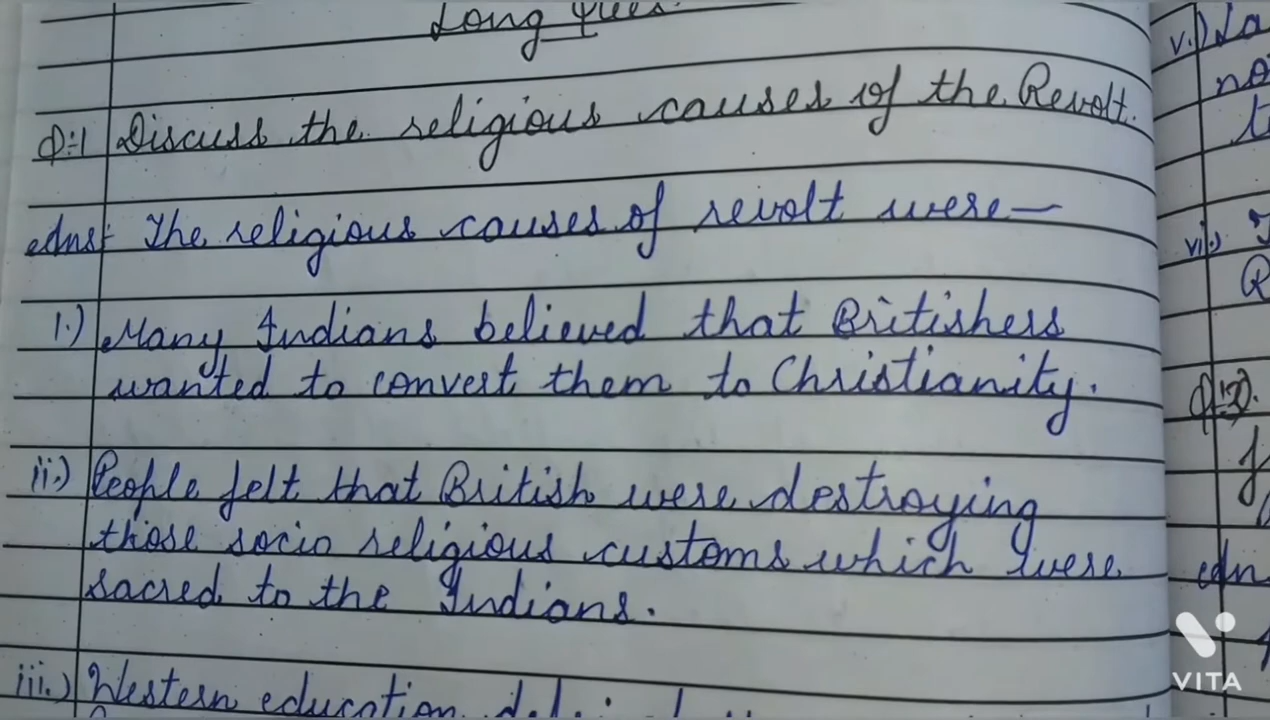 Long Ques.
Q:1 Discuss the religious causes of the Revolt.
Ans: The religious causes of revolt were—
i.) Many Indians believed that Britishers
wanted to convert them to Christianity.
ii.) People felt that British were destroying
those socio religious customs which were
sacred to the Indians.
iii.) Western education
v.)
no
vi.)
VITA